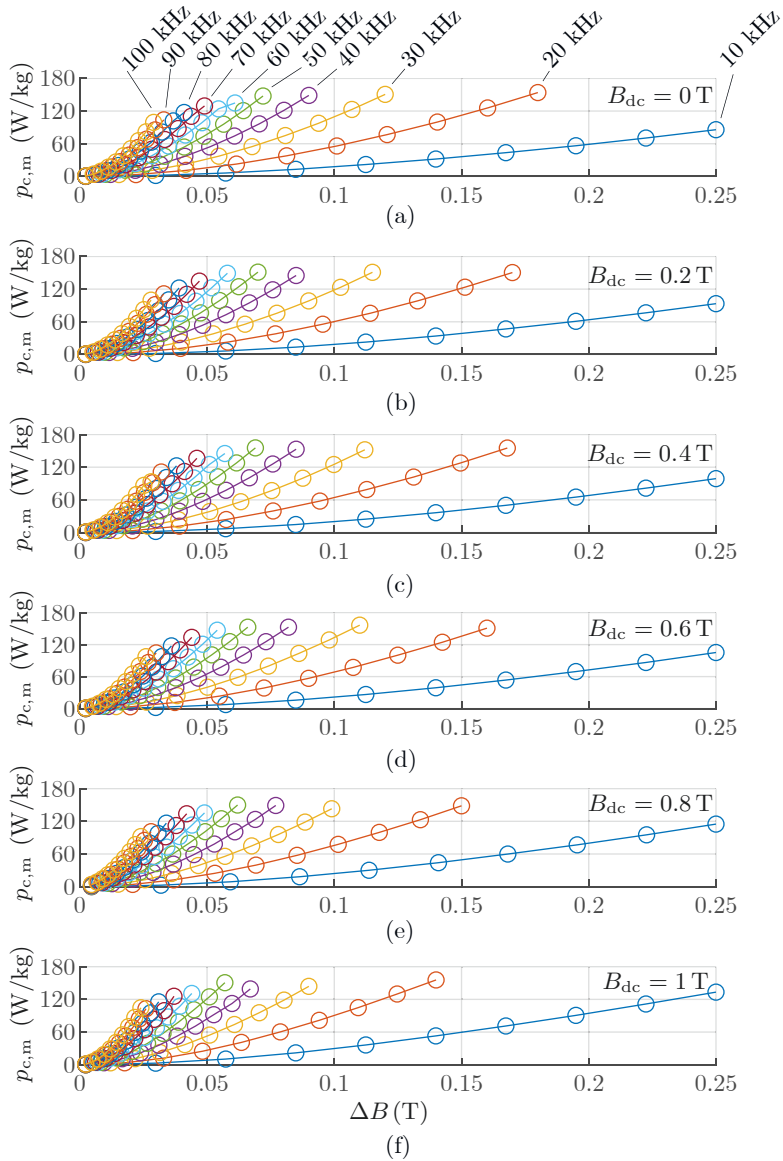 100 kHz 90 kHz 80 kHz 70 kHz 60 kHz 50 kHz 40 kHz 30 kHz 20 kHz 10 kHz
180
120
60
0
p_c,m (W/kg)
B_dc = 0 T
0 0.05 0.1 0.15 0.2 0.25
(a)
180
120
60
0
p_c,m (W/kg)
B_dc = 0.2 T
0 0.05 0.1 0.15 0.2 0.25
(b)
180
120
60
0
p_c,m (W/kg)
B_dc = 0.4 T
0 0.05 0.1 0.15 0.2 0.25
(c)
180
120
60
0
p_c,m (W/kg)
B_dc = 0.6 T
0 0.05 0.1 0.15 0.2 0.25
(d)
180
120
60
0
p_c,m (W/kg)
B_dc = 0.8 T
0 0.05 0.1 0.15 0.2 0.25
(e)
180
120
60
0
p_c,m (W/kg)
B_dc = 1 T
0 0.05 0.1 0.15 0.2 0.25
ΔB (T)
(f)